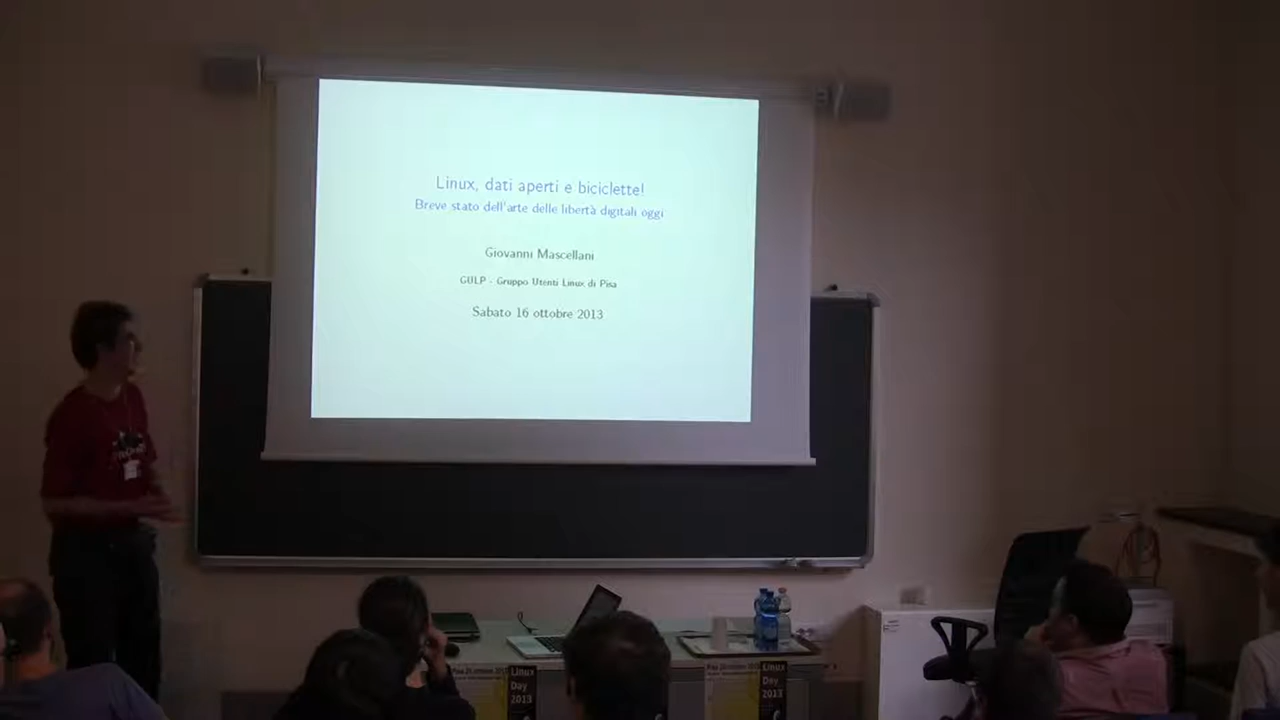 Linux, dati aperti e biciclette!
Breve stato dell'arte delle libertà digitali oggi
Giovanni Mascellani
GULP - Gruppo Utenti Linux di Pisa
Sabato 16 ottobre 2013
Linux
Day
2013
Linux
Day
2013